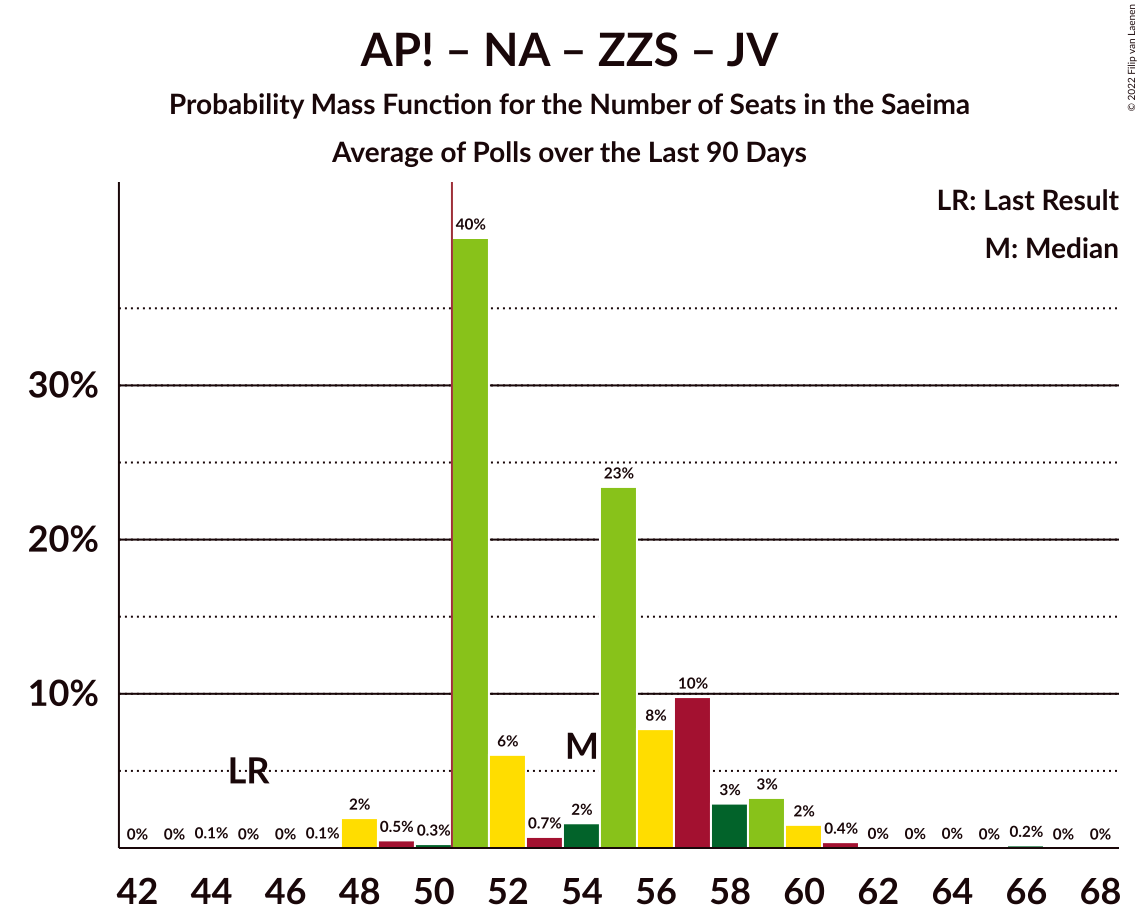 AP! – NA – ZZS – JV
Probability Mass Function for the Number of Seats in the Saeima
Average of Polls over the Last 90 Days
© 2022 Filip van Laenen
LR: Last Result
M: Median
30%
20%
10%
0% 0% 0.1% 0% 0% 0.1% 2% 0.5% 0.3% 40% 6% 0.7% 2% 23% 8% 10% 3% 3% 2% 0.4% 0% 0% 0% 0% 0.2% 0% 0%
LR
M
42 44 46 48 50 52 54 56 58 60 62 64 66 68